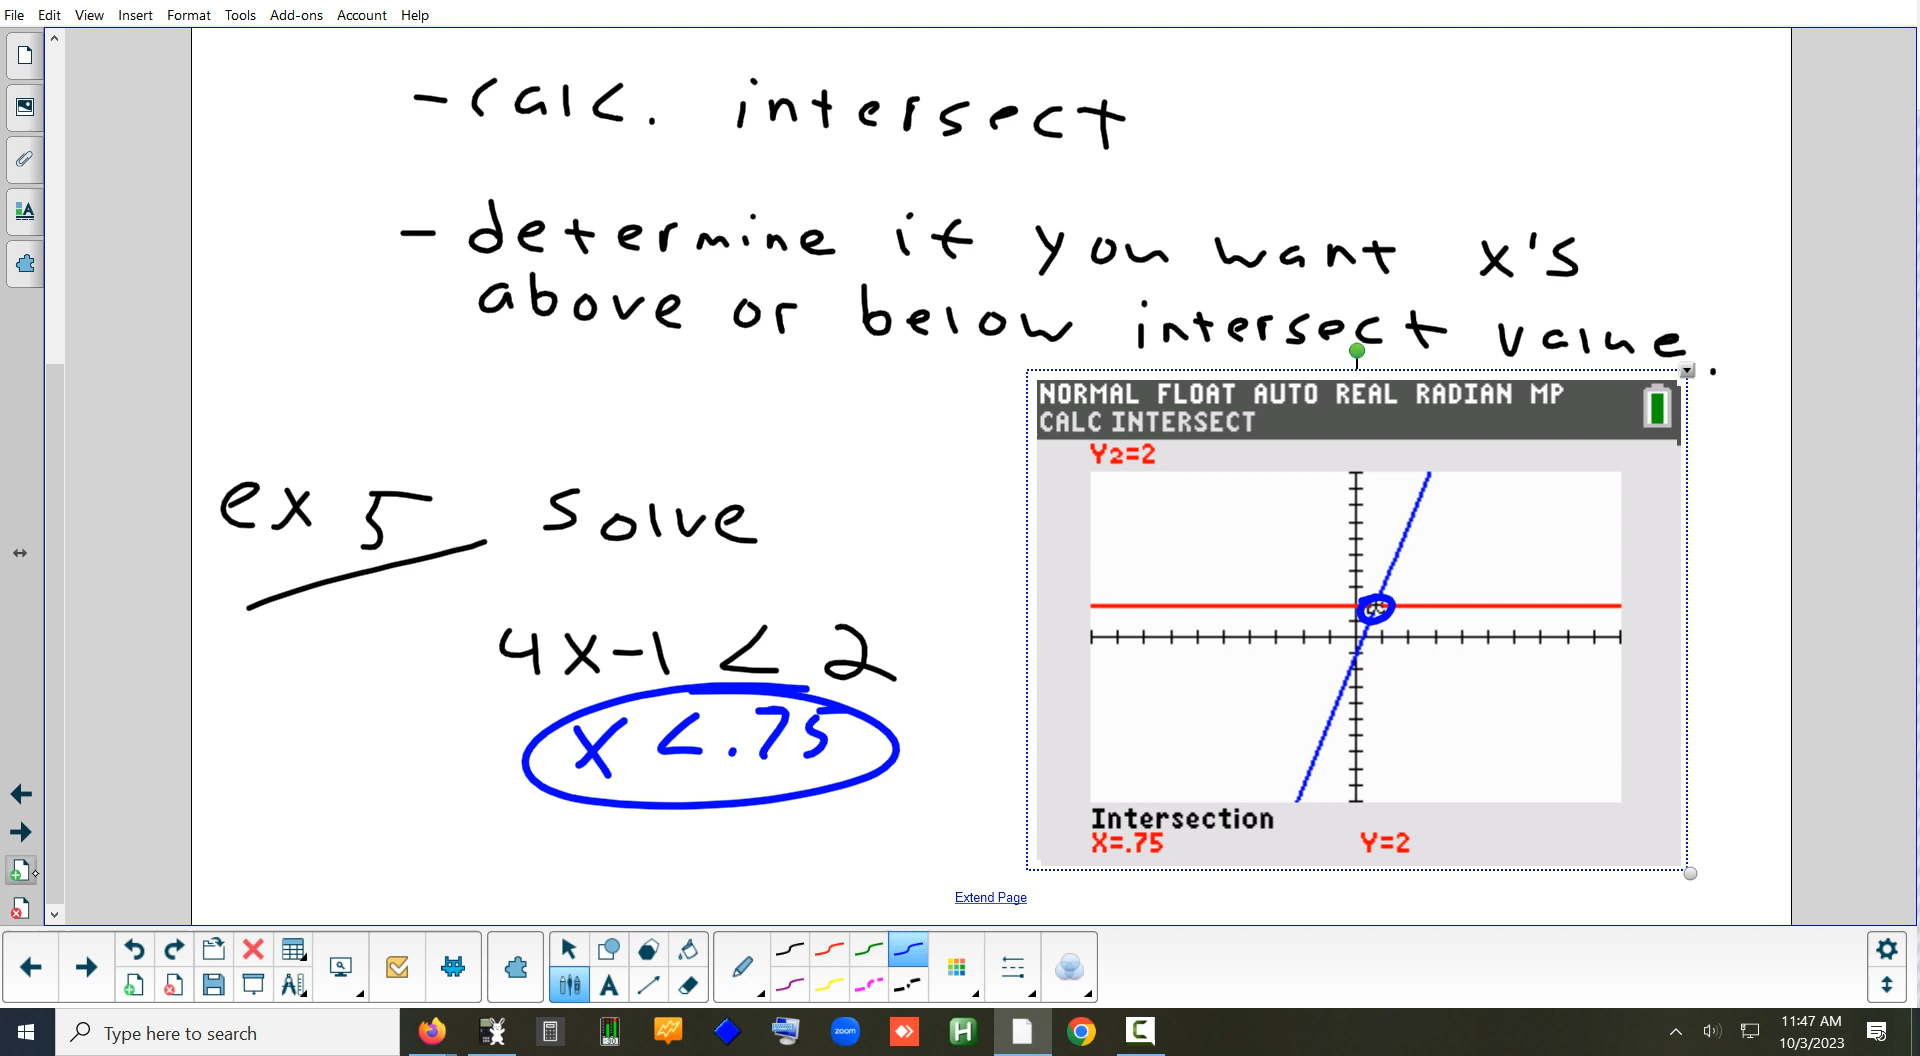 File Edit View Insert Format Tools Add-ons Account Help
- calc. intersect
- determine if you want x's
above or below intersect value.
NORMAL FLOAT AUTO REAL RADIAN MP
CALC INTERSECT
Y2=2
ex 5 solve
4x-1 < 2
x < .75
Intersection
X=.75 Y=2
Extend Page
Type here to search
zoom
11:47 AM
10/3/2023